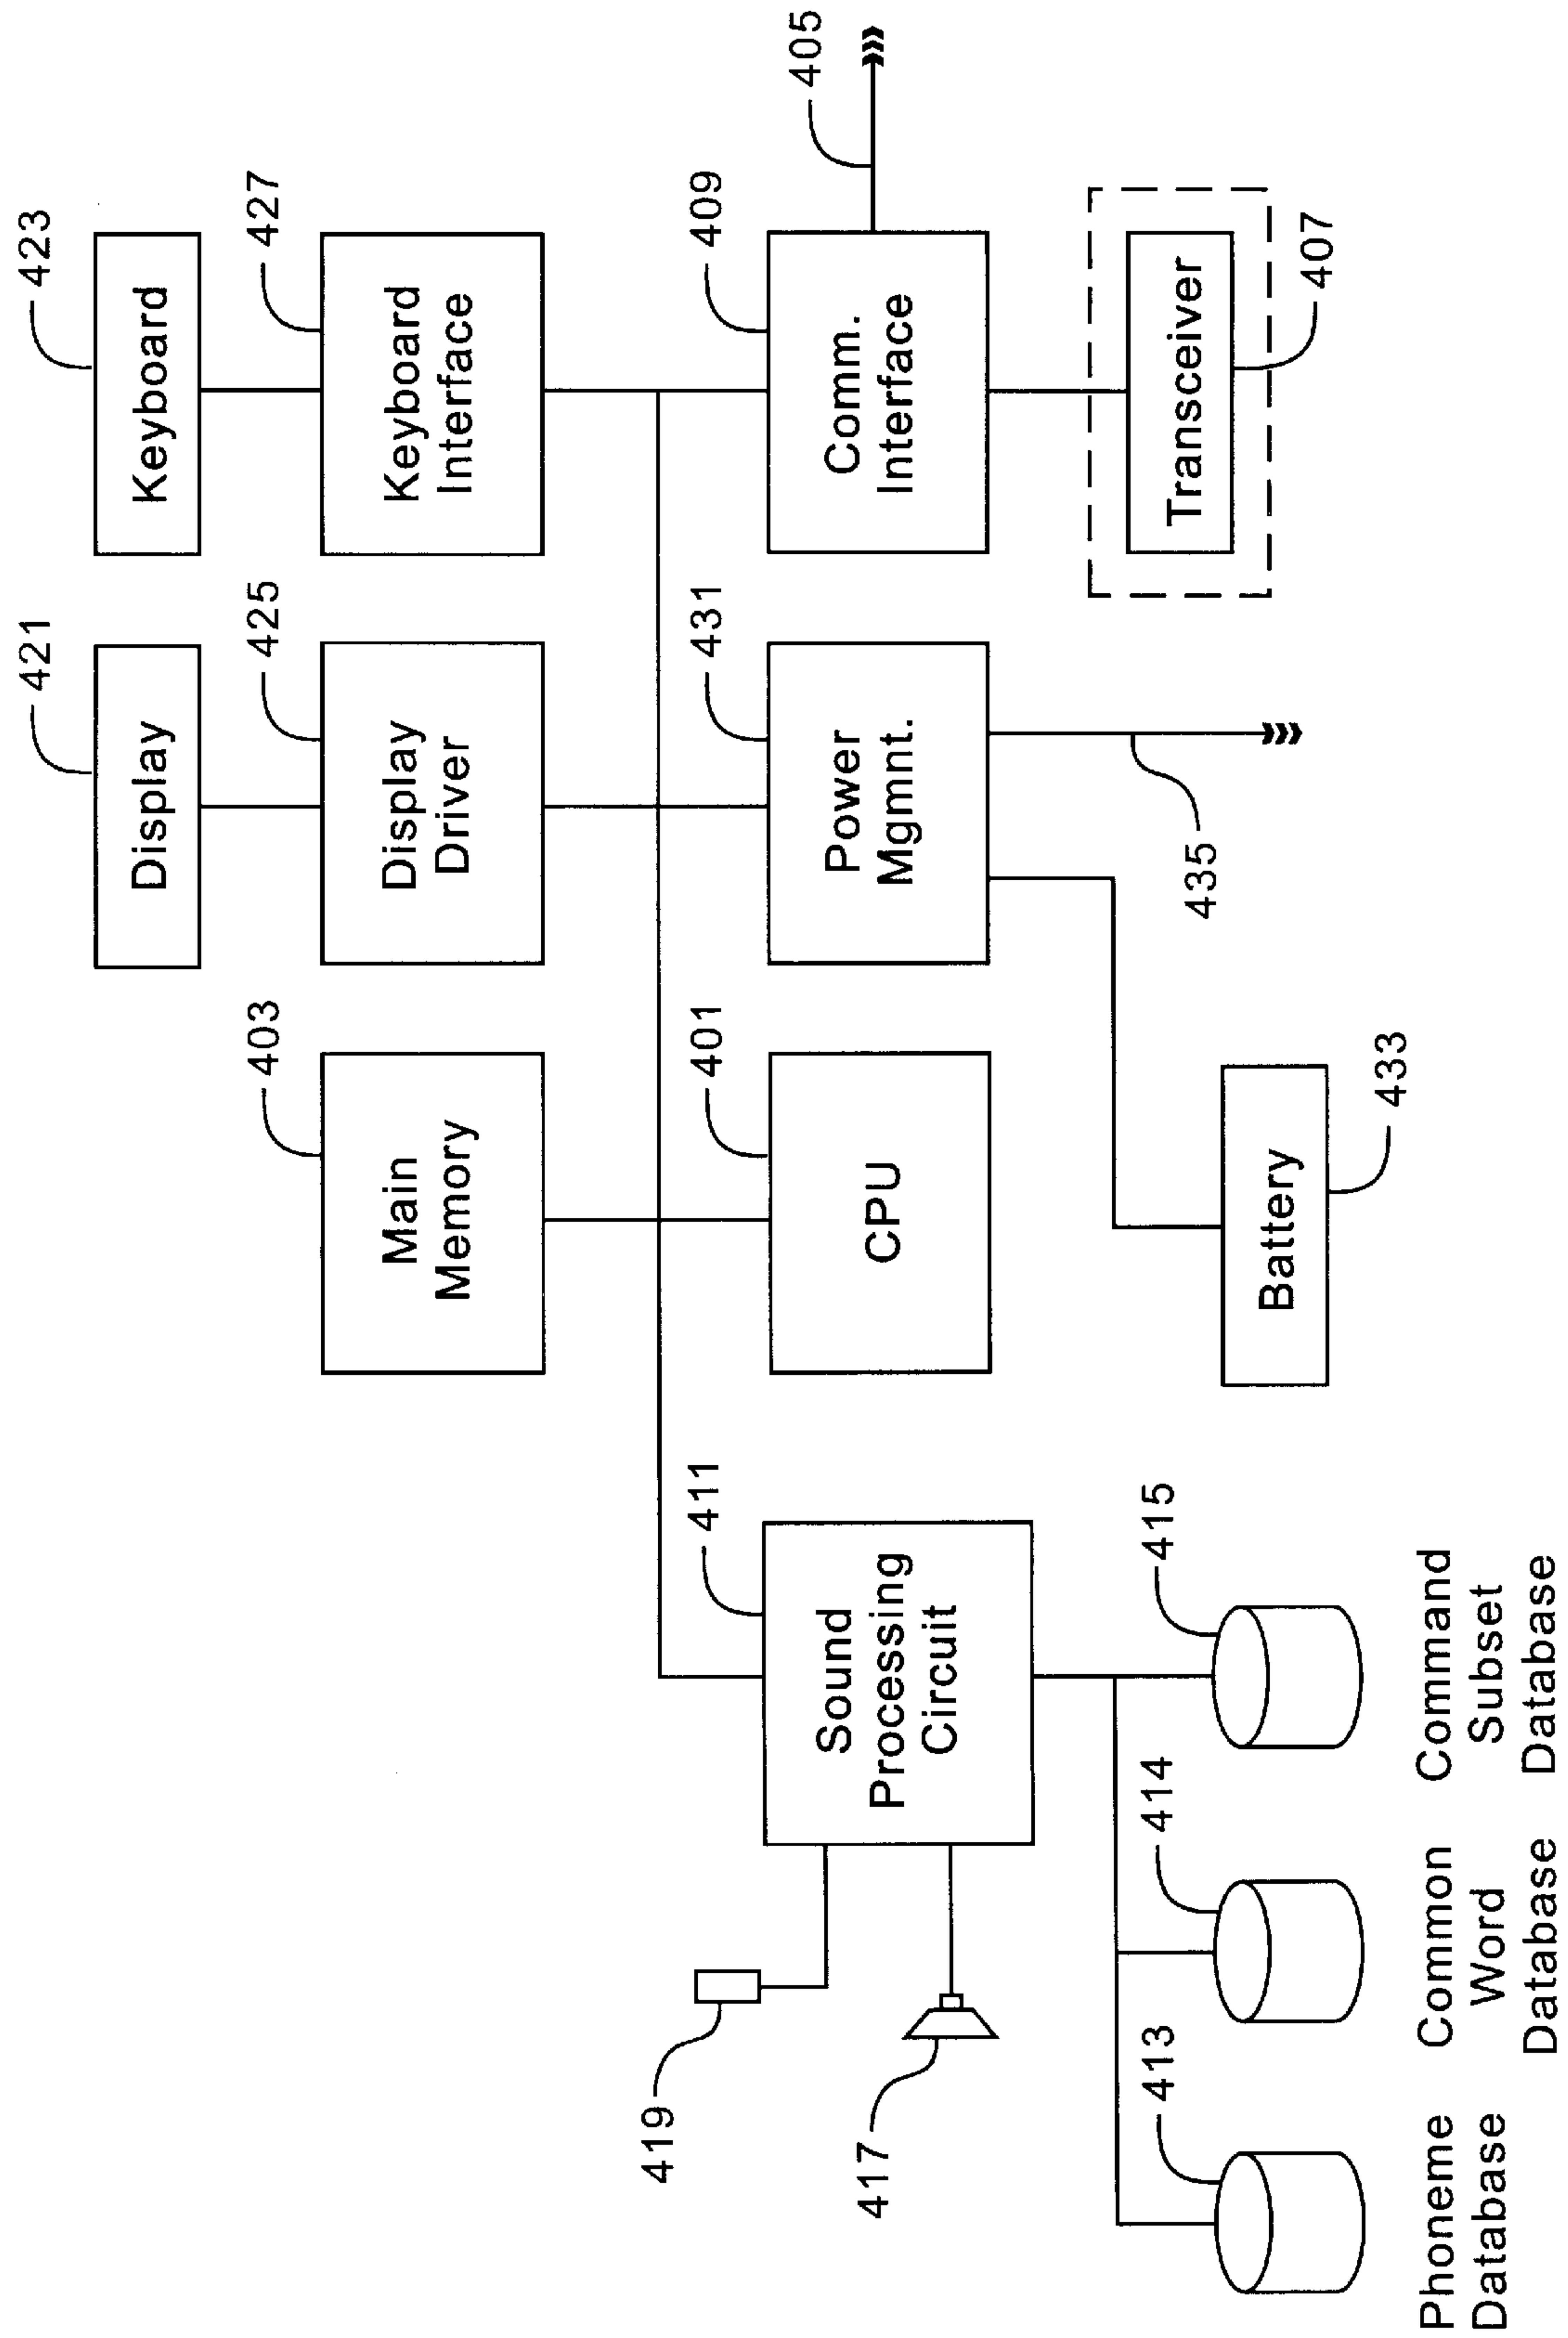 421
423
Display
Keyboard
403
425
427
Main
Memory
Display
Driver
Keyboard
Interface
411
401
431
409
405
419
417
Sound
Processing
Circuit
CPU
Power
Mgmnt.
Comm.
Interface
435
413
414
415
Battery
433
Transceiver
407
Phoneme
Database
Common
Word
Database
Command
Subset
Database